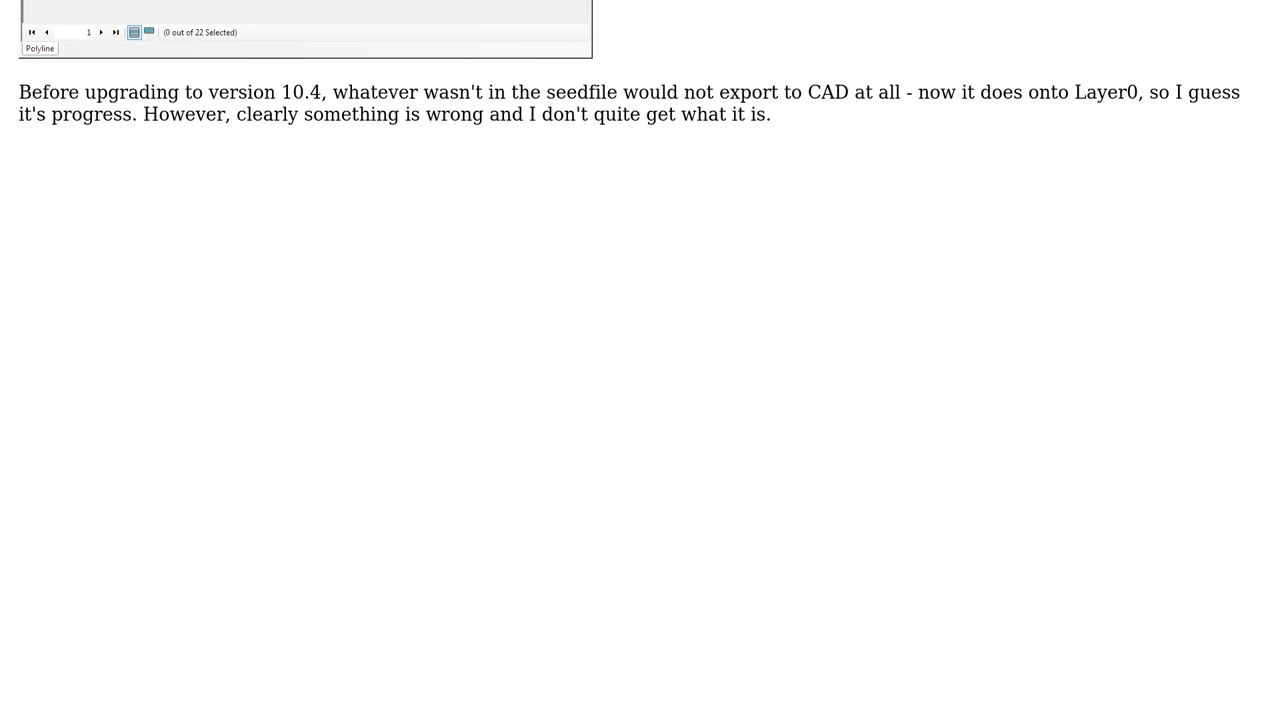 1 (0 out of 22 Selected)
Polyline
Before upgrading to version 10.4, whatever wasn't in the seedfile would not export to CAD at all - now it does onto Layer0, so I guess
it's progress. However, clearly something is wrong and I don't quite get what it is.